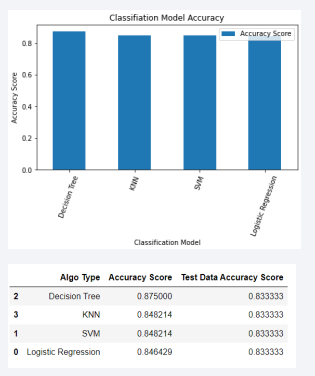 Classifiation Model Accuracy
Accuracy Score
0.8
0.6
0.4
0.2
0.0
Accuracy Score
Decision Tree
KNN
SVM
Logistic Regression
Classification Model
Algo Type Accuracy Score Test Data Accuracy Score
2 Decision Tree 0.875000 0.833333
3 KNN 0.848214 0.833333
1 SVM 0.848214 0.833333
0 Logistic Regression 0.846429 0.833333